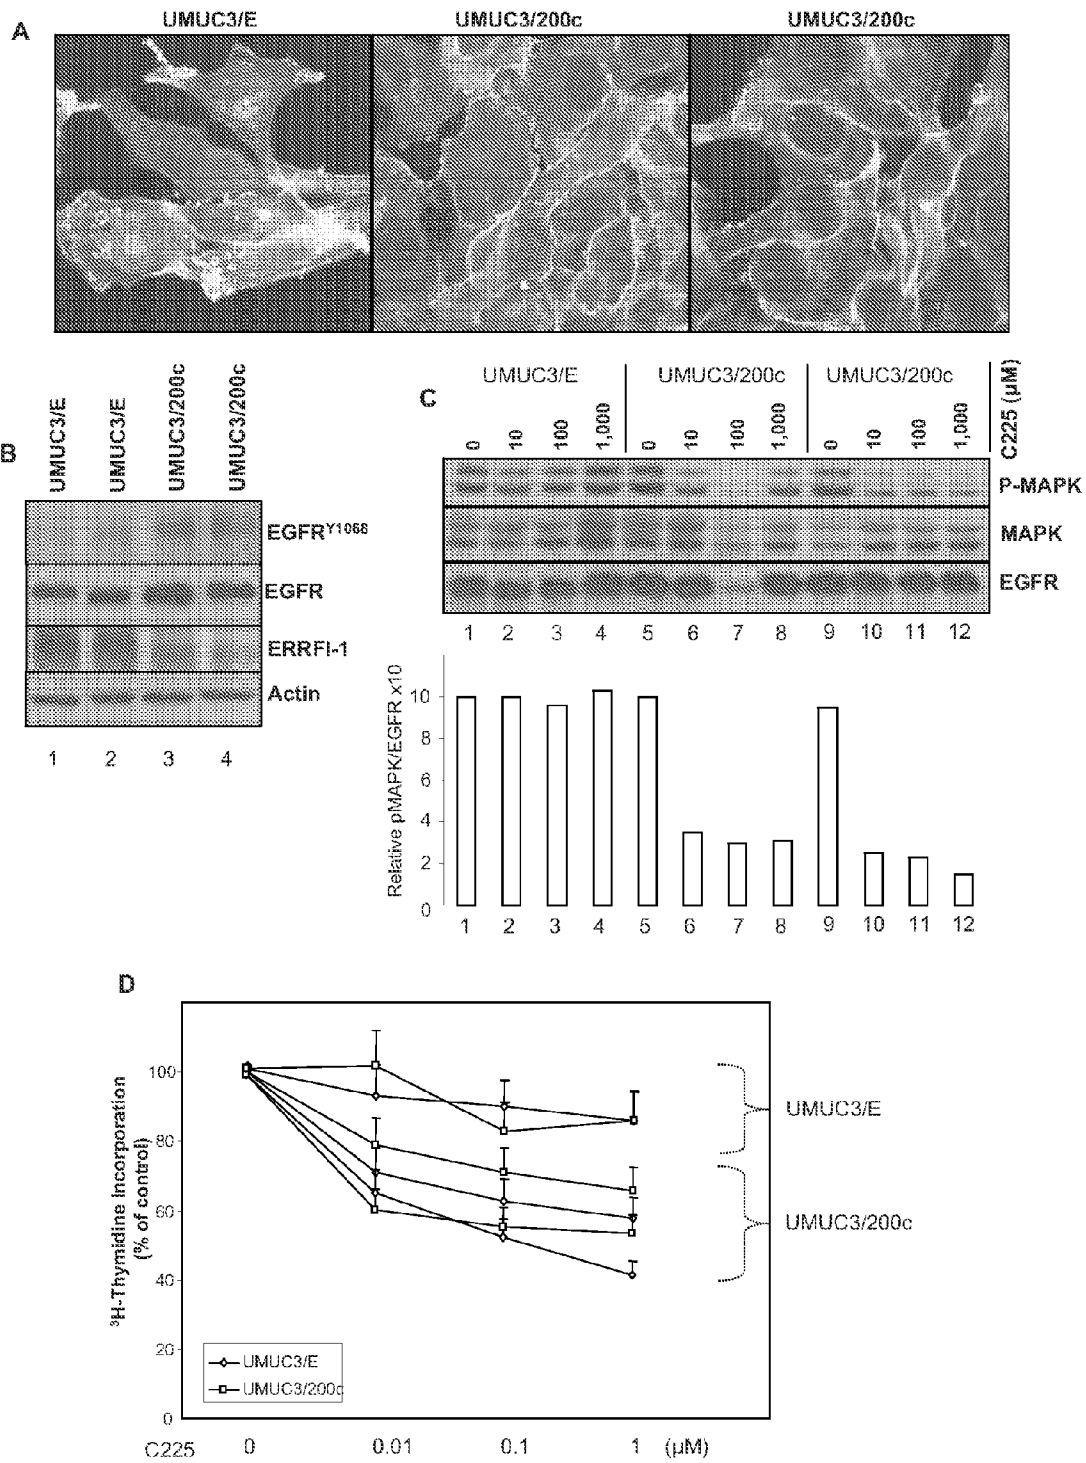 A
UMUC3/E UMUC3/200c UMUC3/200c
B
UMUC3/E
UMUC3/E
UMUC3/200c
UMUC3/200c
EGFRY1068
EGFR
ERRFI-1
Actin
1 2 3 4
C
UMUC3/E UMUC3/200c UMUC3/200c
0 10 100 1,000 0 10 100 1,000 0 10 100 1,000
C225 (µM)
P-MAPK
MAPK
EGFR
1 2 3 4 5 6 7 8 9 10 11 12
Relative pMAPK/EGFR x10
10
8
6
4
2
0
1 2 3 4 5 6 7 8 9 10 11 12
D
³H-Thymidine Incorporation
(% of control)
100
80
60
40
20
0
UMUC3/E
UMUC3/200c
UMUC3/E
UMUC3/200c
C225 0 0.01 0.1 1 (µM)